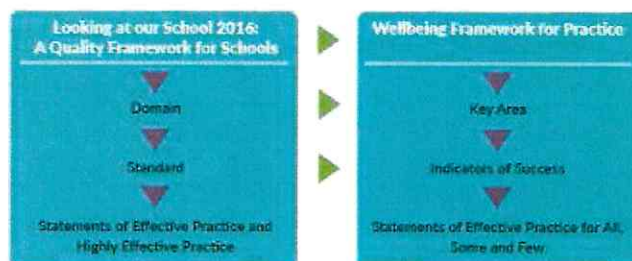 Looking at our School 2016:
A Quality Framework for Schools
Domain
Standard
Statements of Effective Practice and
Highly Effective Practice
Wellbeing Framework for Practice
Key Area
Indicators of Success
Statements of Effective Practice for All,
Some and Few